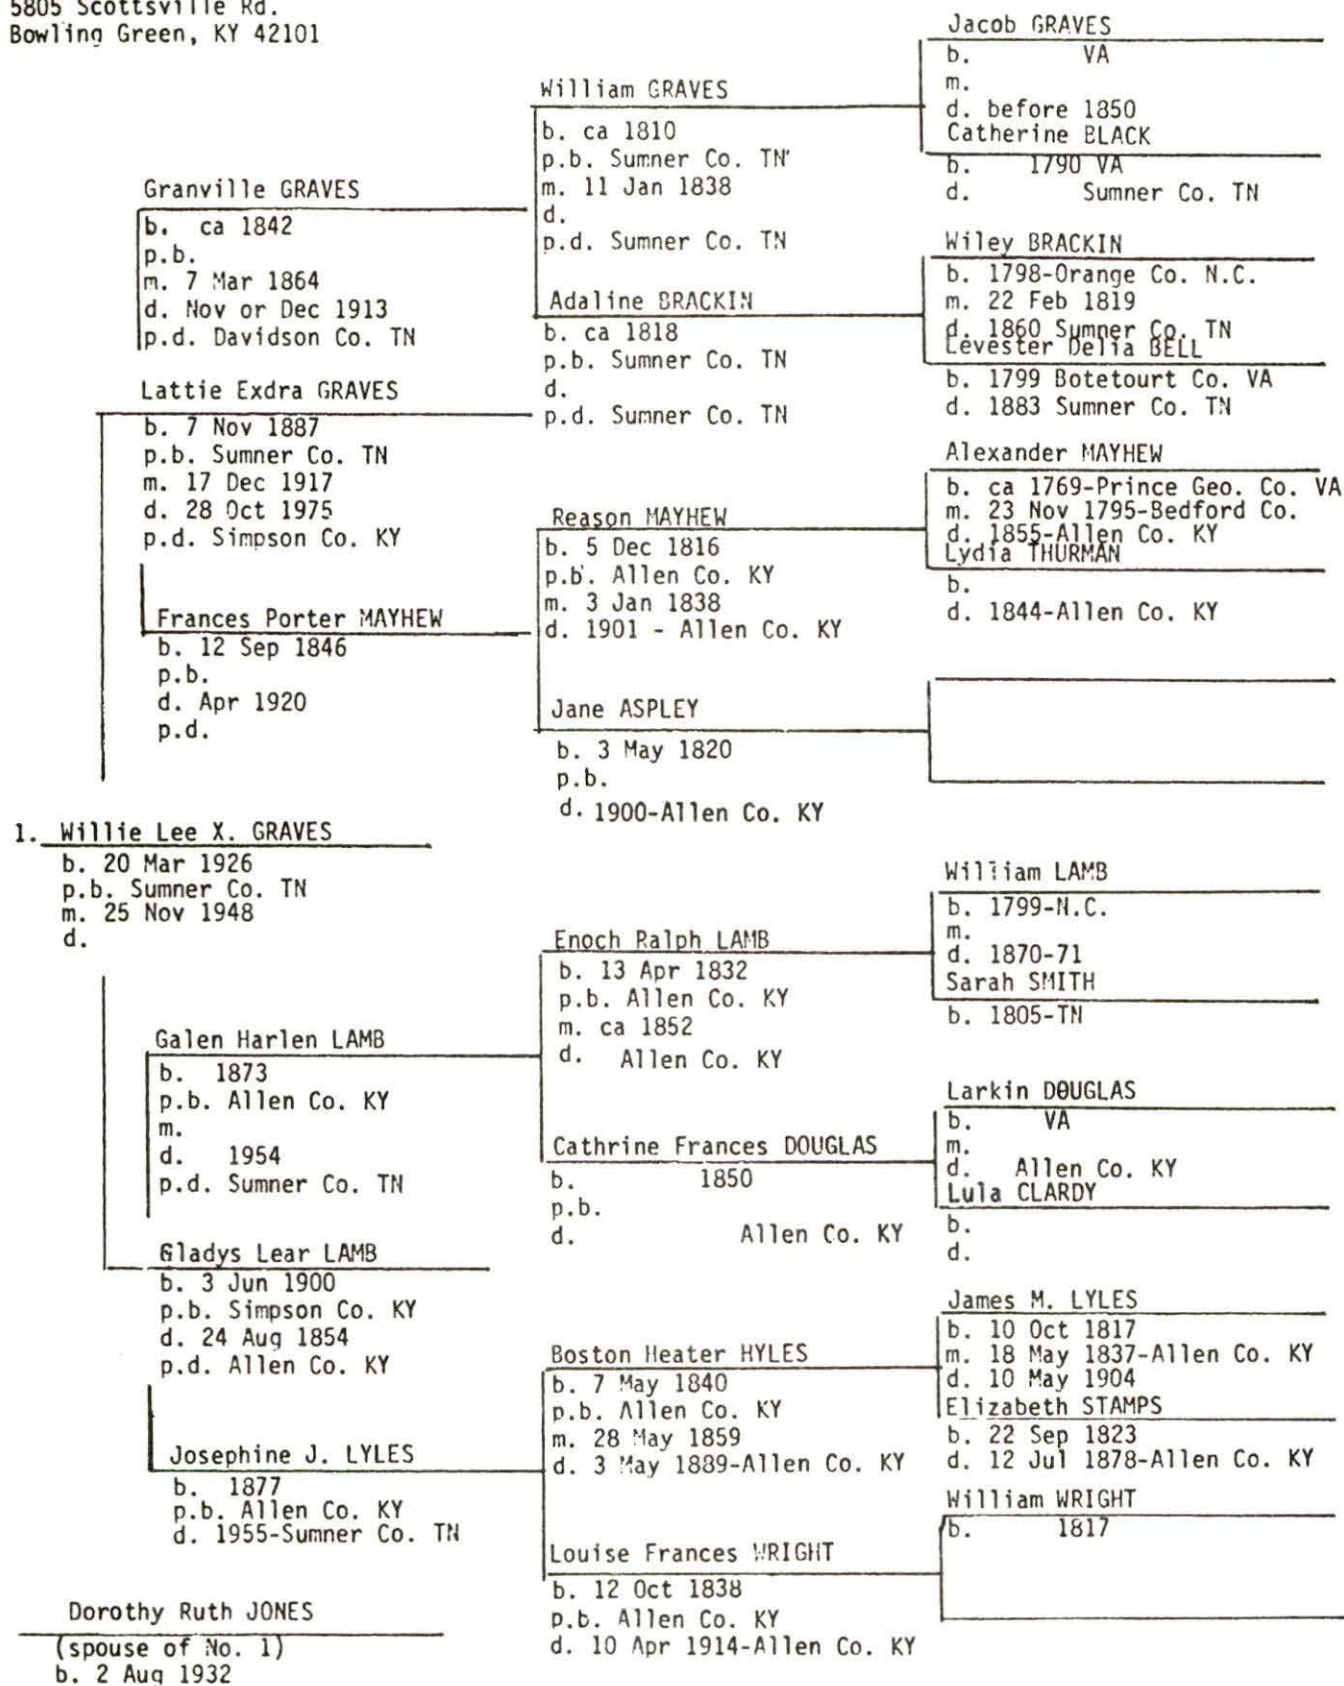 5805 Scottsville Rd.
Bowling Green, KY 42101
Jacob GRAVES
b. VA
m.
d. before 1850
Catherine BLACK
b. 1790 VA
d. Sumner Co. TN
William GRAVES
b. ca 1810
p.b. Sumner Co. TN
m. 11 Jan 1838
d.
p.d. Sumner Co. TN
Granville GRAVES
b. ca 1842
p.b.
m. 7 Mar 1864
d. Nov or Dec 1913
p.d. Davidson Co. TN
Wiley BRACKIN
b. 1798-Orange Co. N.C.
m. 22 Feb 1819
d. 1860 Sumner Co. TN
Levester Delia BELL
b. 1799 Botetourt Co. VA
d. 1883 Sumner Co. TN
Adaline BRACKIN
b. ca 1818
p.b. Sumner Co. TN
d.
p.d. Sumner Co. TN
Lattie Exdra GRAVES
b. 7 Nov 1887
p.b. Sumner Co. TN
m. 17 Dec 1917
d. 28 Oct 1975
p.d. Simpson Co. KY
Alexander MAYHEW
b. ca 1769-Prince Geo. Co. VA
m. 23 Nov 1795-Bedford Co.
d. 1855-Allen Co. KY
Lydia THURMAN
b.
d. 1844-Allen Co. KY
Reason MAYHEW
b. 5 Dec 1816
p.b. Allen Co. KY
m. 3 Jan 1838
d. 1901 - Allen Co. KY
Frances Porter MAYHEW
b. 12 Sep 1846
p.b.
d. Apr 1920
p.d.
Jane ASPLEY
b. 3 May 1820
p.b.
d. 1900-Allen Co. KY
1. Willie Lee X. GRAVES
b. 20 Mar 1926
p.b. Sumner Co. TN
m. 25 Nov 1948
d.
William LAMB
b. 1799-N.C.
m.
d. 1870-71
Sarah SMITH
b. 1805-TN
Enoch Ralph LAMB
b. 13 Apr 1832
p.b. Allen Co. KY
m. ca 1852
d. Allen Co. KY
Galen Harlen LAMB
b. 1873
p.b. Allen Co. KY
m.
d. 1954
p.d. Sumner Co. TN
Larkin DOUGLAS
b. VA
m.
d. Allen Co. KY
Lula CLARDY
b.
d.
Cathrine Frances DOUGLAS
b. 1850
p.b.
d. Allen Co. KY
Gladys Lear LAMB
b. 3 Jun 1900
p.b. Simpson Co. KY
d. 24 Aug 1854
p.d. Allen Co. KY
James M. LYLES
b. 10 Oct 1817
m. 18 May 1837-Allen Co. KY
d. 10 May 1904
Elizabeth STAMPS
b. 22 Sep 1823
d. 12 Jul 1878-Allen Co. KY
Boston Heater HYLES
b. 7 May 1840
p.b. Allen Co. KY
m. 28 May 1859
d. 3 May 1889-Allen Co. KY
Josephine J. LYLES
b. 1877
p.b. Allen Co. KY
d. 1955-Sumner Co. TN
William WRIGHT
b. 1817
Louise Frances WRIGHT
b. 12 Oct 1838
p.b. Allen Co. KY
d. 10 Apr 1914-Allen Co. KY
Dorothy Ruth JONES
(spouse of No. 1)
b. 2 Aug 1932